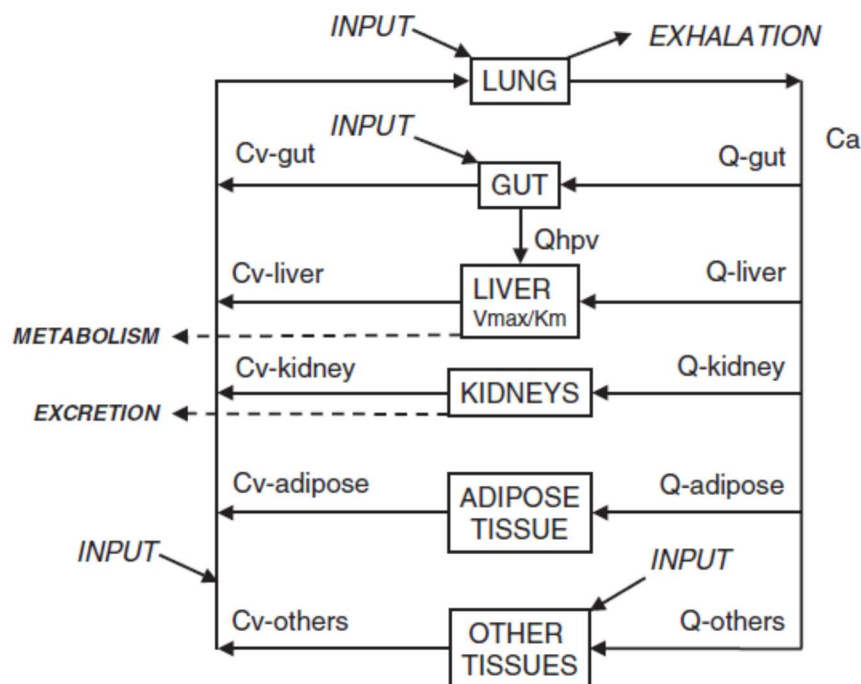 INPUT
EXHALATION
LUNG
Ca
INPUT
Cv-gut
Q-gut
GUT
Qhpv
Cv-liver
Q-liver
LIVER
Vmax/Km
METABOLISM
Cv-kidney
Q-kidney
KIDNEYS
EXCRETION
Cv-adipose
Q-adipose
ADIPOSE
TISSUE
INPUT
INPUT
Cv-others
Q-others
OTHER
TISSUES